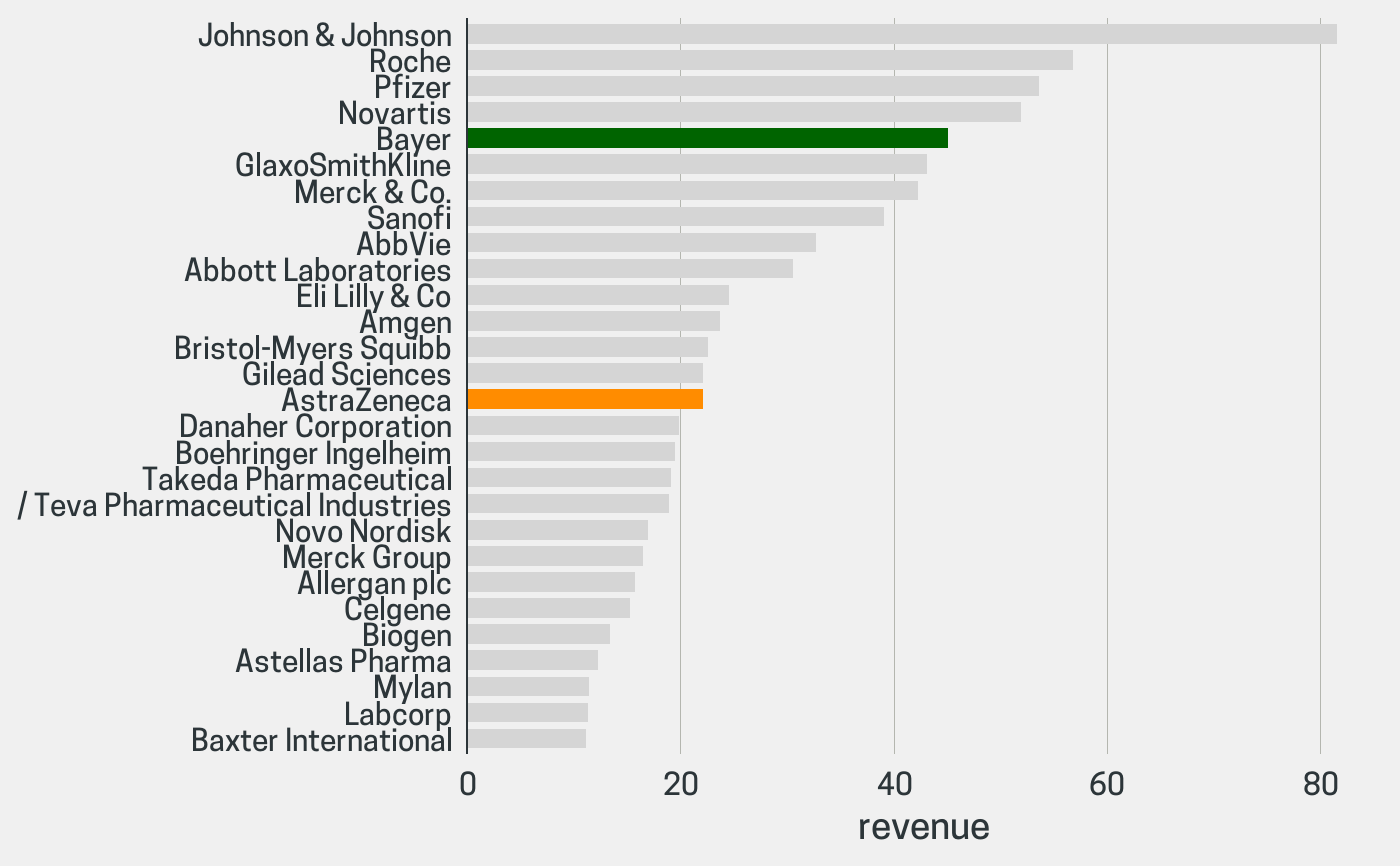 Johnson & Johnson
Roche
Pfizer
Novartis
Bayer
GlaxoSmithKline
Merck & Co.
Sanofi
AbbVie
Abbott Laboratories
Eli Lilly & Co
Amgen
Bristol-Myers Squibb
Gilead Sciences
AstraZeneca
Danaher Corporation
Boehringer Ingelheim
Takeda Pharmaceutical
/ Teva Pharmaceutical Industries
Novo Nordisk
Merck Group
Allergan plc
Celgene
Biogen
Astellas Pharma
Mylan
Labcorp
Baxter International
0 20 40 60 80
revenue